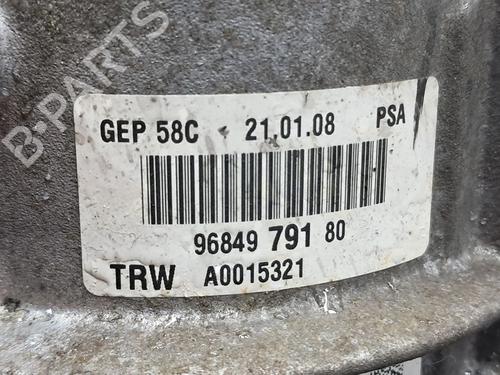 B-PARTS
GEP 58C - 21.01.08 PSA
96849 791 80
TRW A0015321